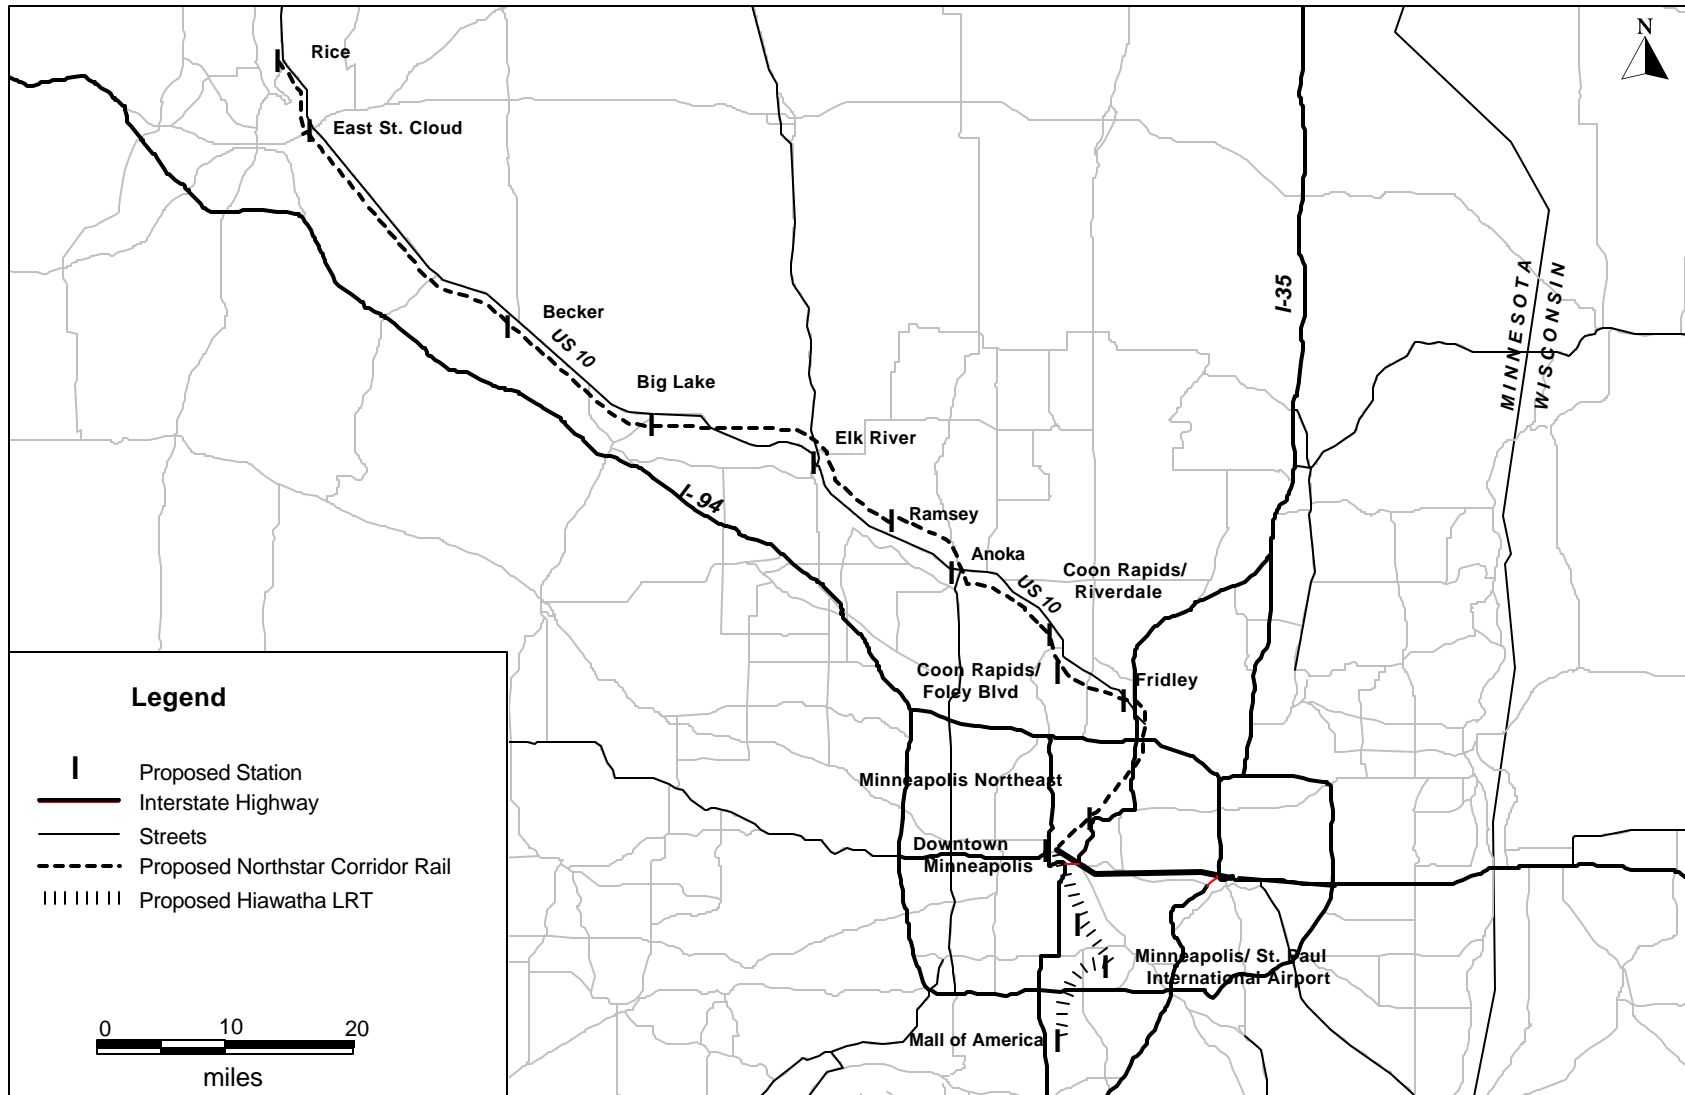 N
Rice
East St. Cloud
Becker
US 10
Big Lake
Elk River
I-35
MINNESOTA
WISCONSIN
I- 94
Ramsey
Anoka
US 10
Coon Rapids/
Riverdale
Coon Rapids/
Foley Blvd
Fridley
Minneapolis Northeast
Downtown
Minneapolis
Minneapolis/ St. Paul
International Airport
Mall of America
Legend
Proposed Station
Interstate Highway
Streets
Proposed Northstar Corridor Rail
Proposed Hiawatha LRT
0 10 20
miles